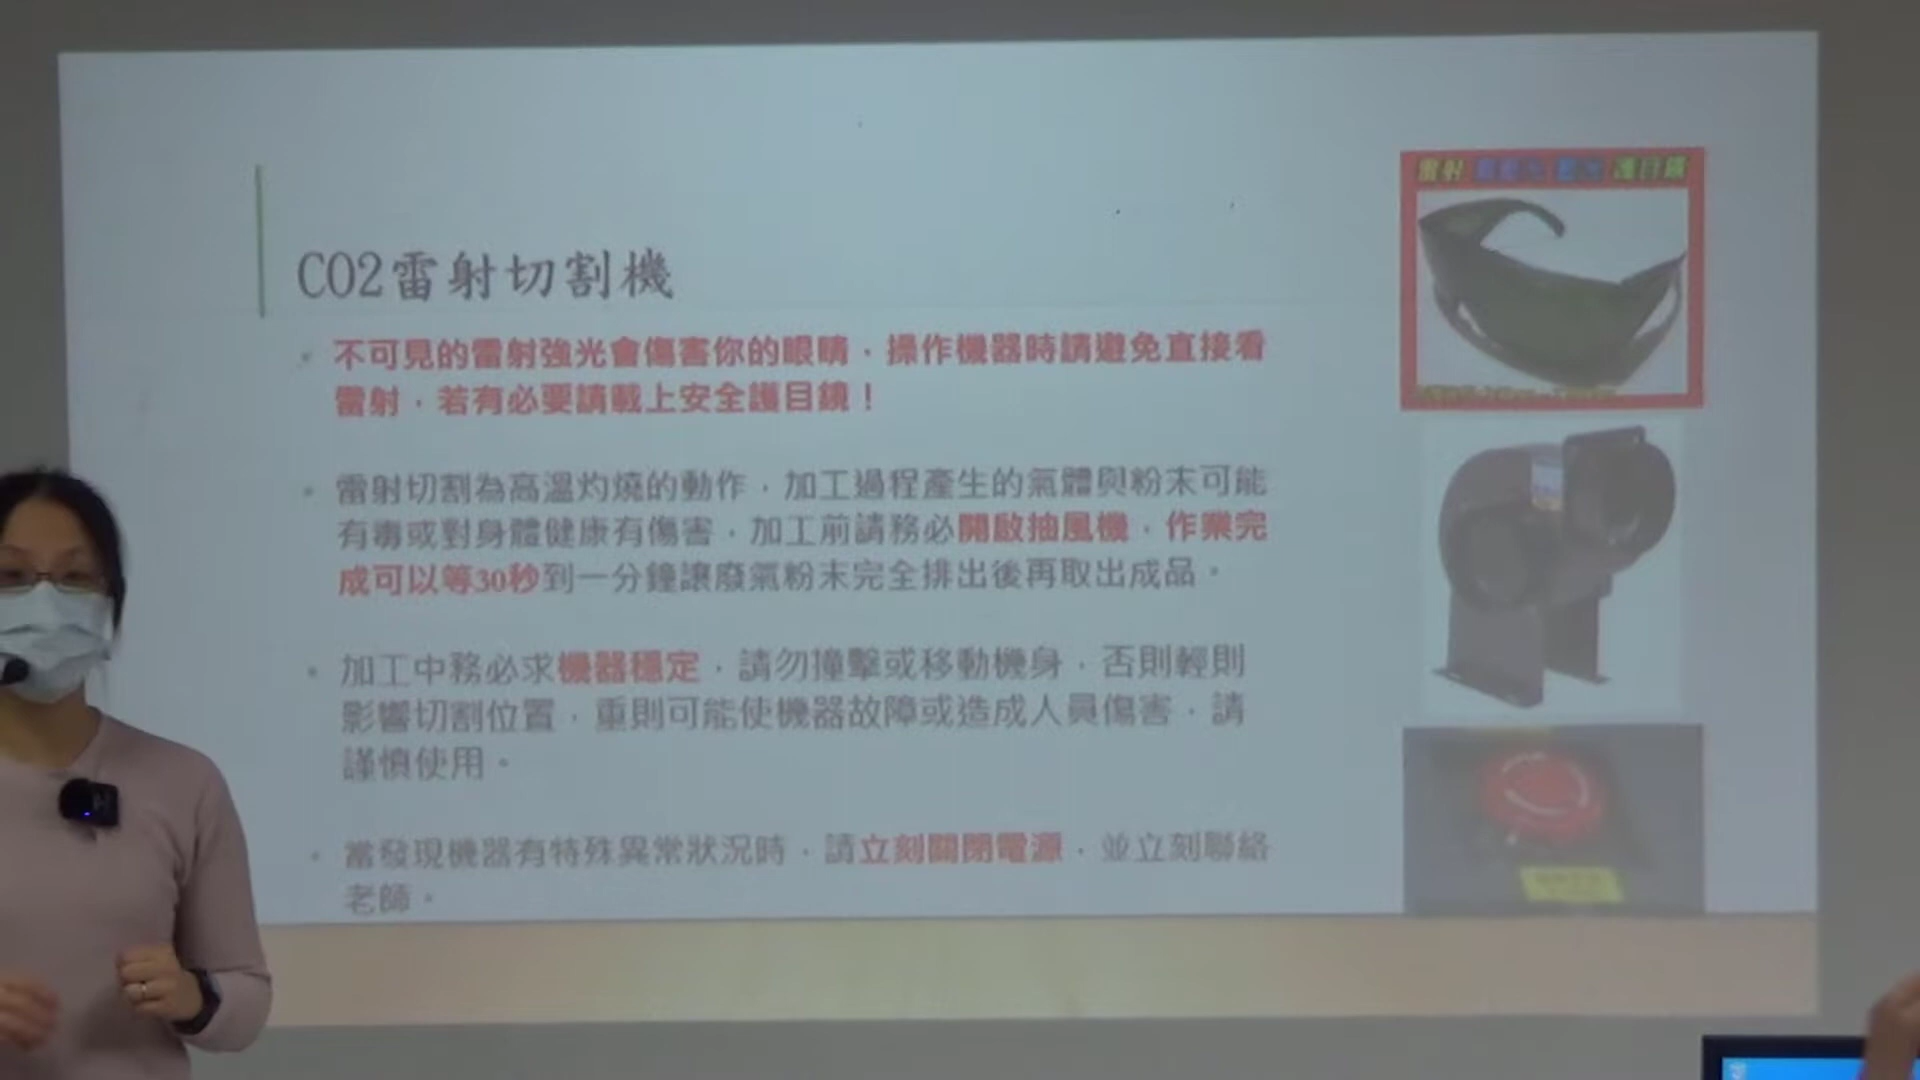 CO2雷射切割機
不可見的雷射強光會傷害你的眼睛，操作機器時請避免直接看
雷射，若有必要請戴上安全護目鏡！
雷射切割為高溫灼燒的動作，加工過程產生的氣體與粉末可能
有毒或對身體健康有傷害，加工前請務必開啟抽風機，作業完
成可以等30秒到一分鐘讓廢氣粉末完全排出後再取出成品。
加工中務必求機器穩定，請勿撞擊或移動機身，否則輕則
影響切割位置，重則可能使機器故障或造成人員傷害，請
謹慎使用。
當發現機器有特殊異常狀況時，請立刻關閉電源，並立刻聯絡
老師。
雷射 護目鏡